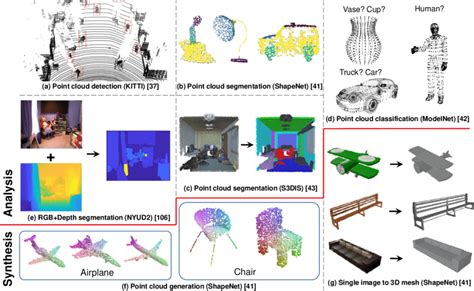 Vase? Cup?
Human?
Truck? Car?
(a) Point cloud detection (KITTI) [37]
(b) Point cloud segmentation (ShapeNet) [41]
(d) Point cloud classification (ModelNet) [42]
Analysis
+
(e) RGB+Depth segmentation (NYUD2) [106]
(c) Point cloud segmentation (S3DIS) [43]
Synthesis
Airplane
Chair
(f) Point cloud generation (ShapeNet) [41]
(g) Single image to 3D mesh (ShapeNet) [41]